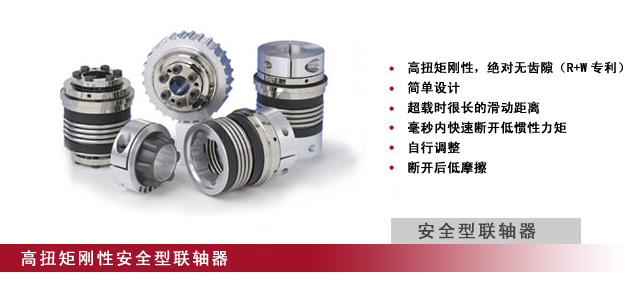 高扭矩刚性，绝对无齿隙（R+W 专利）
简单设计
超载时很长的滑动距离
毫秒内快速断开低惯性力矩
自行调整
断开后低摩擦
安全型联轴器
高扭矩刚性安全型联轴器